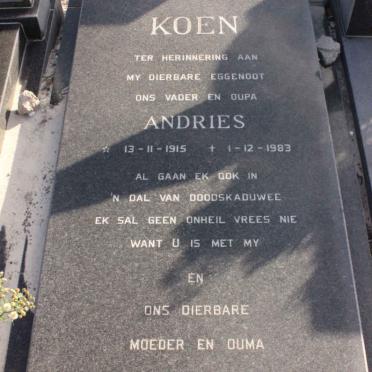 KOEN
TER HERINNERING AAN
MY DIERBARE EGGENOOT
ONS VADER EN OUPA
ANDRIES
☆ 13-11-1915 ✝ 1-12-1983
AL GAAN EK OOK IN
'N DAL VAN DOODSKADUWEE
EK SAL GEEN ONHEIL VREES NIE
WANT U IS MET MY
EN
ONS DIERBARE
MOEDER EN OUMA